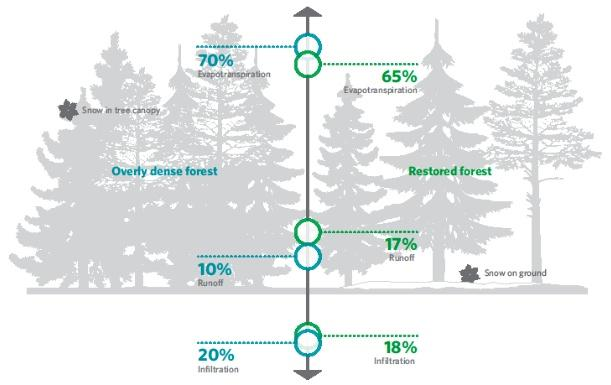 70%
Evapotranspiration
65%
Evapotranspiration
Snow in tree canopy
Overly dense forest
Restored forest
17%
Runoff
10%
Runoff
Snow on ground
20%
Infiltration
18%
Infiltration